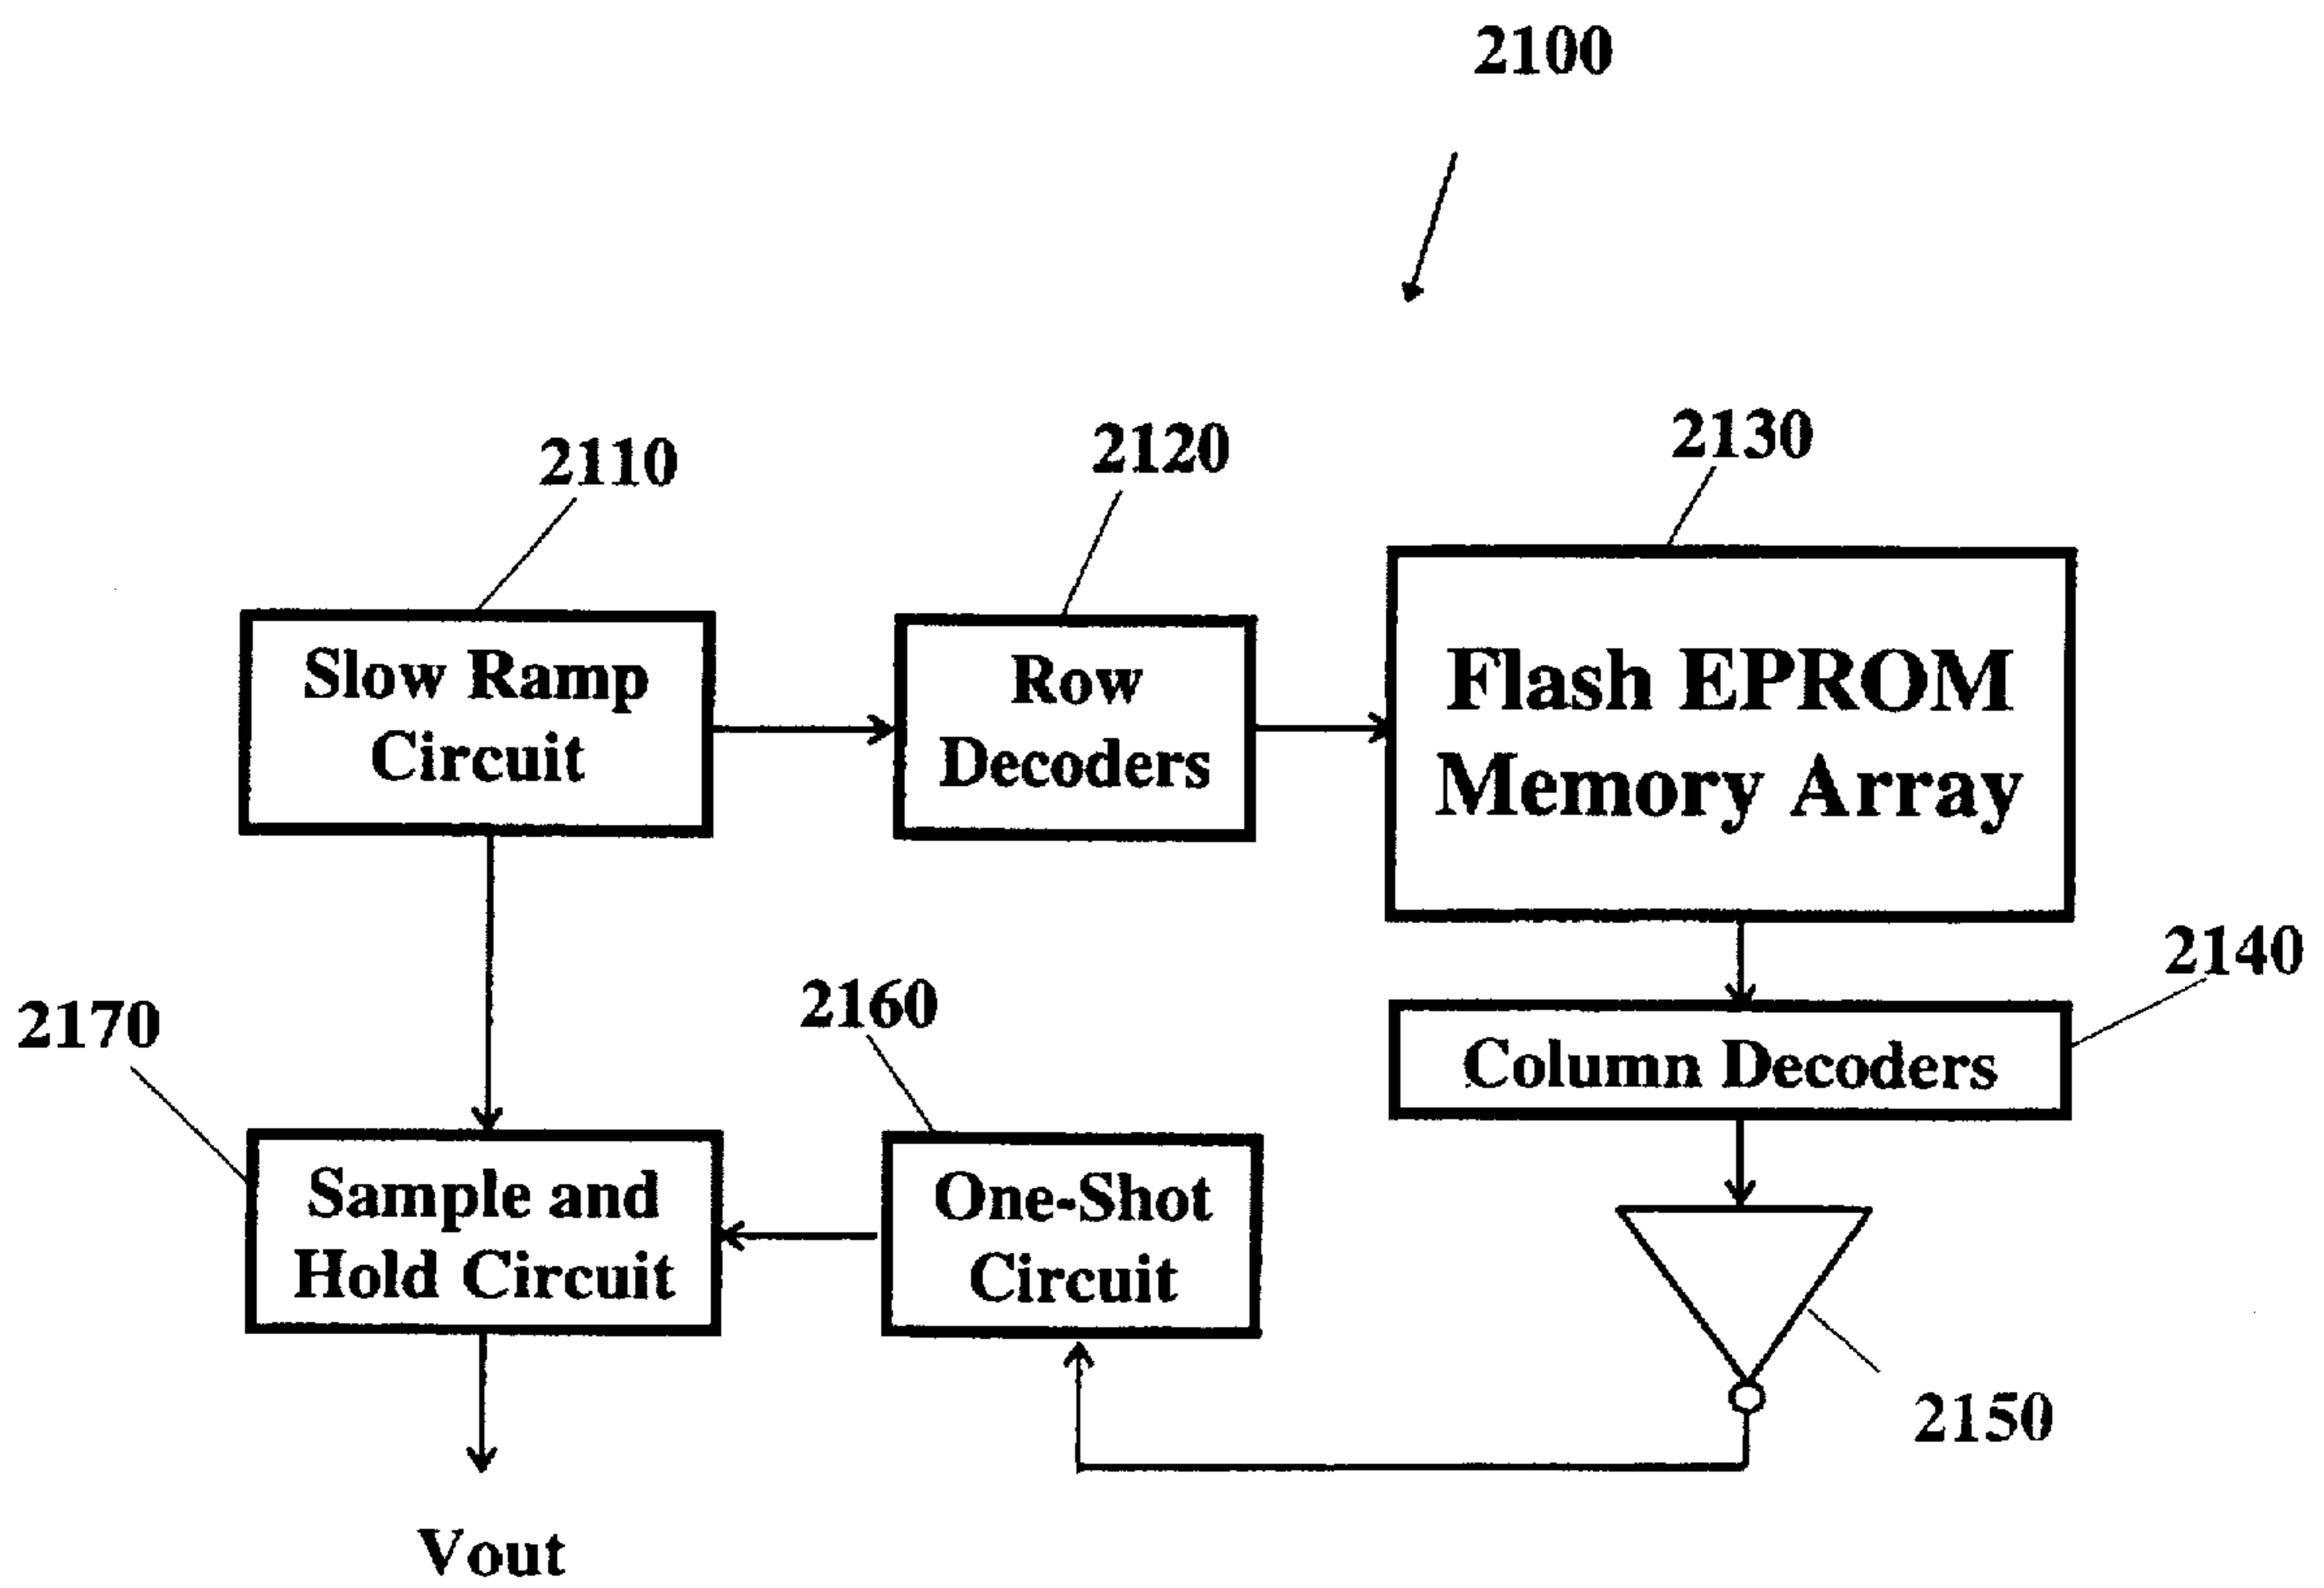 2100
2110
2120
2130
Slow Ramp
Circuit
Row
Decoders
Flash EPROM
Memory Array
2140
2160
2170
Column Decoders
Sample and
Hold Circuit
One-Shot
Circuit
2150
Vout